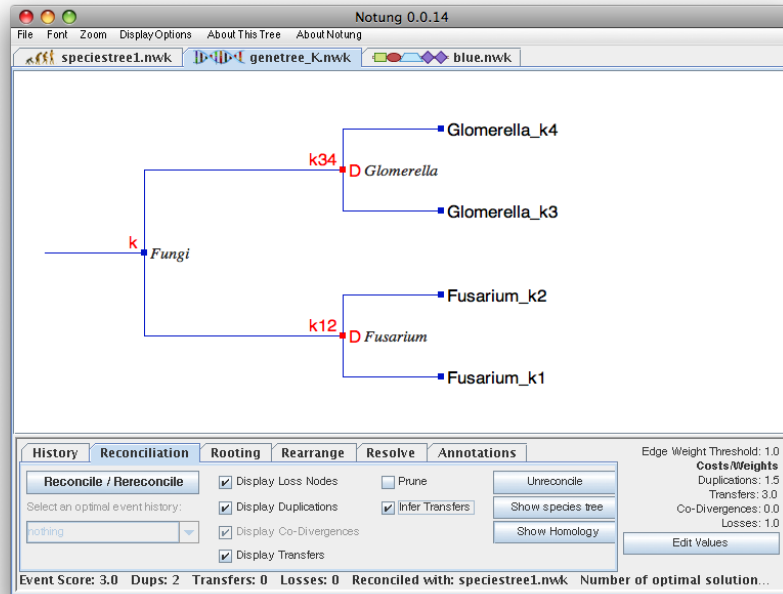 Notung 0.0.14
File Font Zoom Display Options About This Tree About Notung
speciestree1.nwk genetree_K.nwk blue.nwk
Glomerella_k4
k34
D Glomerella
Glomerella_k3
k
Fungi
Fusarium_k2
k12
D Fusarium
Fusarium_k1
History Reconciliation Rooting Rearrange Resolve Annotations
Edge Weight Threshold: 1.0
Costs/Weights
Duplications: 1.5
Transfers: 3.0
Co-Divergences: 0.0
Losses: 1.0
Edit Values
Reconcile / Rereconcile
Select an optimal event history:
nothing
Display Loss Nodes
Display Duplications
Display Co-Divergences
Display Transfers
Prune
Infer Transfers
Unreconcile
Show species tree
Show Homology
Event Score: 3.0 Dups: 2 Transfers: 0 Losses: 0 Reconciled with: speciestree1.nwk Number of optimal solution...